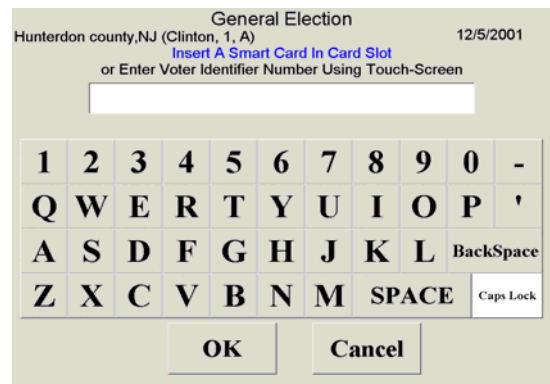 General Election
Hunterdon county,NJ (Clinton, 1, A) 12/5/2001
Insert A Smart Card In Card Slot
or Enter Voter Identifier Number Using Touch-Screen
1 2 3 4 5 6 7 8 9 0 -
Q W E R T Y U I O P '
A S D F G H J K L BackSpace
Z X C V B N M SPACE Caps Lock
OK Cancel